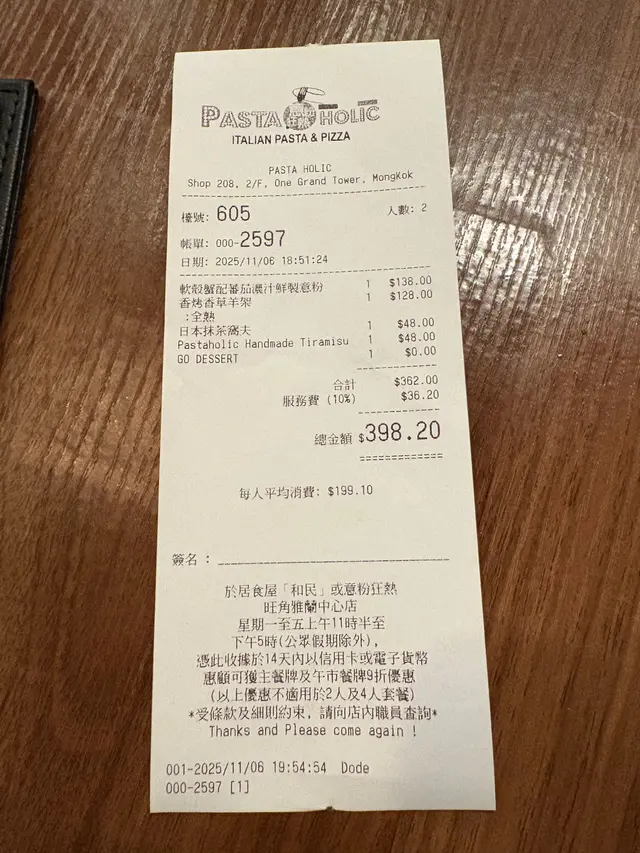 PASTA HOLIC
ITALIAN PASTA & PIZZA
PASTA HOLIC
Shop 208, 2/F, One Grand Tower, MongKok
檯號: 605 人數: 2
帳單: 000-2597
日期: 2025/11/06 18:51:24
軟殼蟹配蕃茄濃汁鮮製意粉 1 $138.00
香烤香草羊架 1 $128.00
:全熟
日本抹茶窩夫 1 $48.00
Pastaholic Handmade Tiramisu 1 $48.00
GO DESSERT 1 $0.00
合計 $362.00
服務費 (10%) $36.20
總金額 $398.20
每人平均消費: $199.10
簽名 :
於居食屋「和民」或意粉狂熱
旺角雅蘭中心店
星期一至五上午11時半至
下午5時(公眾假期除外),
憑此收據於14天內以信用卡或電子貨幣
惠顧可獲主餐牌及午市餐牌9折優惠
(以上優惠不適用於2人及4人套餐)
*受條款及細則約束, 請向店內職員查詢*
Thanks and Please come again !
001-2025/11/06 19:54:54 Dode
000-2597 [1]